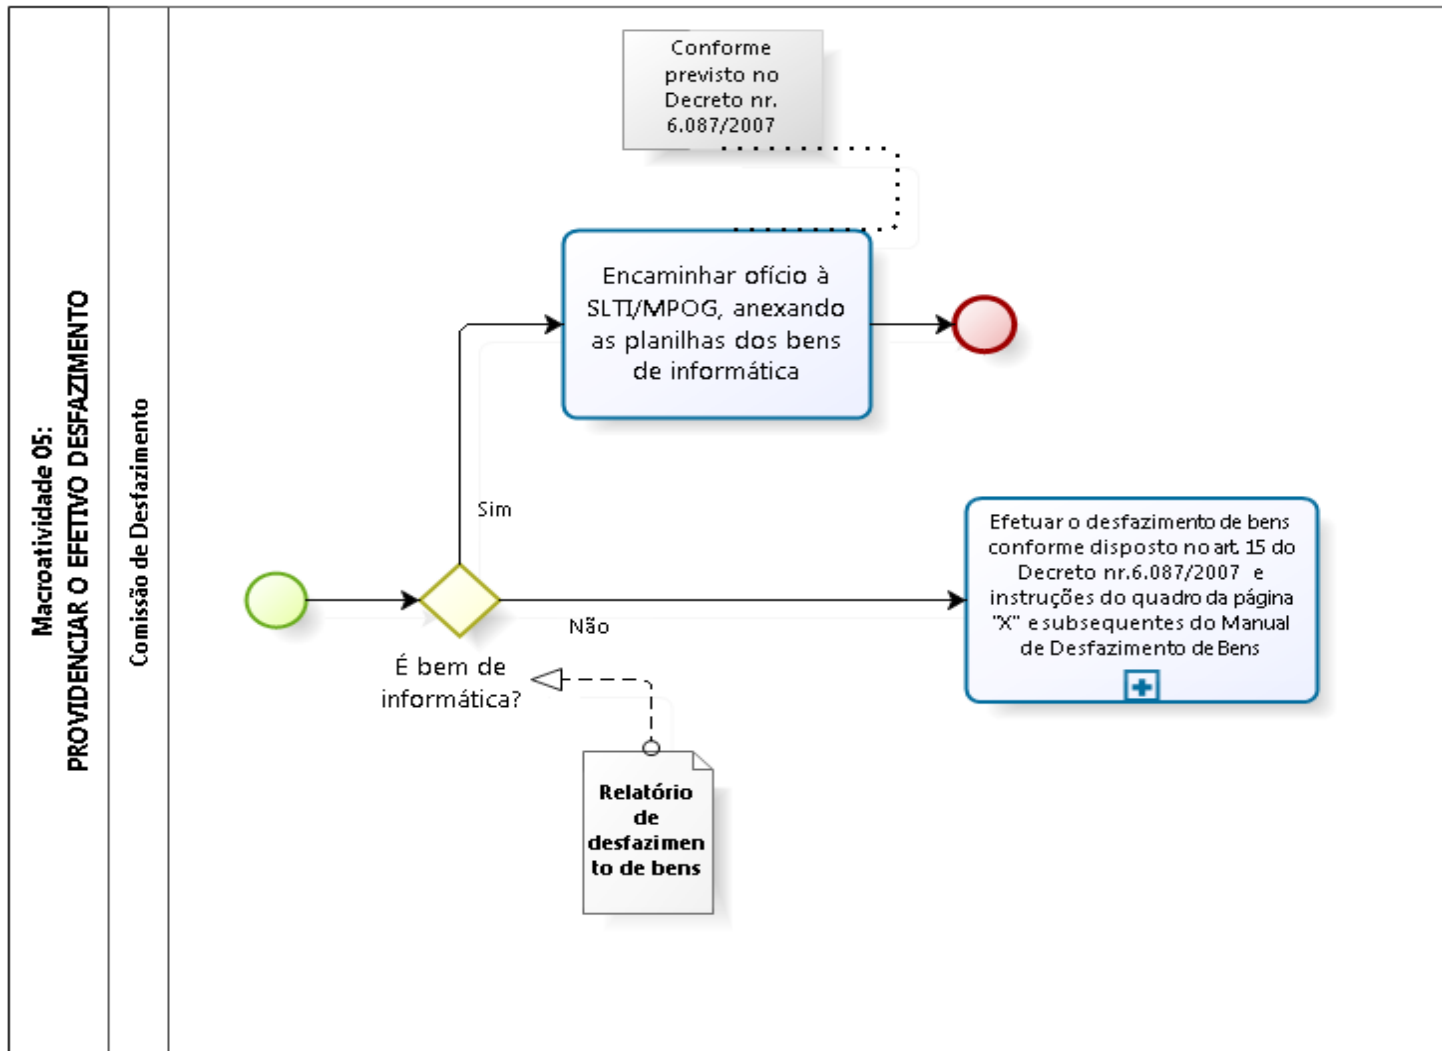 Macroatividade 05:
PROVIDENCIAR O EFETIVO DESFAZIMENTO
Comissão de Desfazimento
Conforme
previsto no
Decreto nr.
6.087/2007
Encaminhar ofício à
SLTI/MPOG, anexando
as planilhas dos bens
de informática
Sim
Não
É bem de
informática?
Efetuar o desfazimento de bens
conforme disposto no art. 15 do
Decreto nr.6.087/2007 e
instruções do quadro da página
"X" e subsequentes do Manual
de Desfazimento de Bens
Relatório
de
desfazimen
to de bens